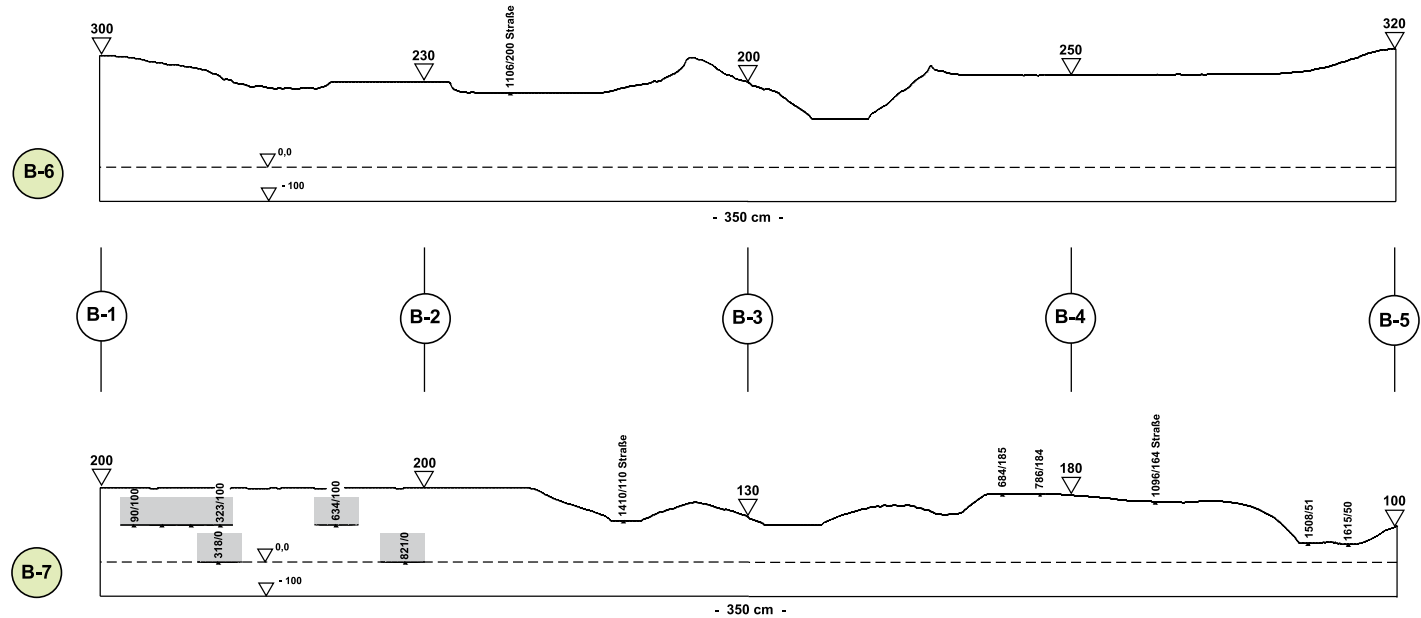 300
230
1106/200 Straße
200
250
320
0,0
- 100
B-6
- 350 cm -
B-1
B-2
B-3
B-4
B-5
200
200
1410/110 Straße
130
684/185
786/184
180
1096/164 Straße
1508/51
1615/50
100
90/100
323/100
634/100
318/0
821/0
0,0
- 100
B-7
- 350 cm -